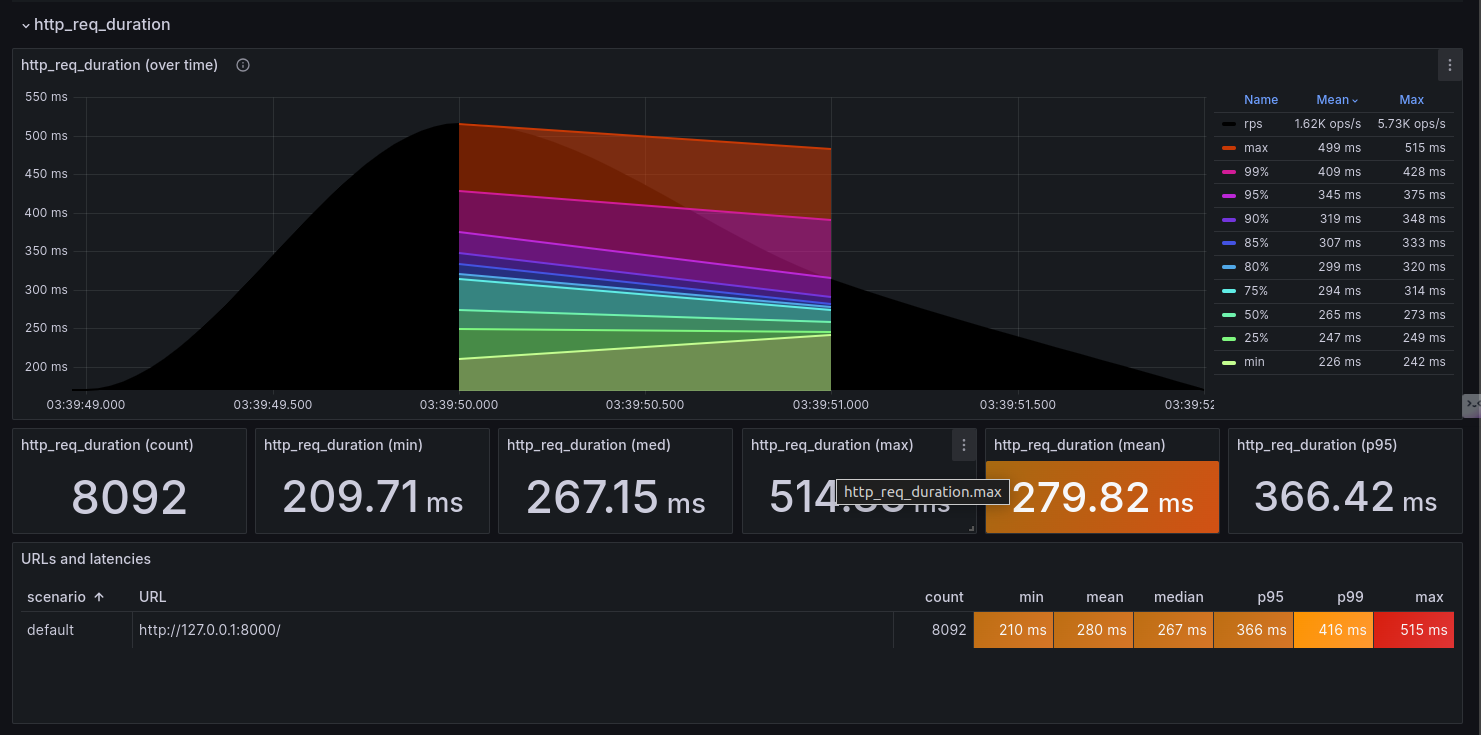 http_req_duration
http_req_duration (over time)
550 ms
500 ms
450 ms
400 ms
350 ms
300 ms
250 ms
200 ms
03:39:49.000 03:39:49.500 03:39:50.000 03:39:50.500 03:39:51.000 03:39:51.500 03:39:52
Name Mean Max
rps 1.62K ops/s 5.73K ops/s
max 499 ms 515 ms
99% 409 ms 428 ms
95% 345 ms 375 ms
90% 319 ms 348 ms
85% 307 ms 333 ms
80% 299 ms 320 ms
75% 294 ms 314 ms
50% 265 ms 273 ms
25% 247 ms 249 ms
min 226 ms 242 ms
http_req_duration (count)
8092
http_req_duration (min)
209.71 ms
http_req_duration (med)
267.15 ms
http_req_duration (max)
514 ms
http_req_duration.max
http_req_duration (mean)
279.82 ms
http_req_duration (p95)
366.42 ms
URLs and latencies
scenario URL count min mean median p95 p99 max
default http://127.0.0.1:8000/ 8092 210 ms 280 ms 267 ms 366 ms 416 ms 515 ms